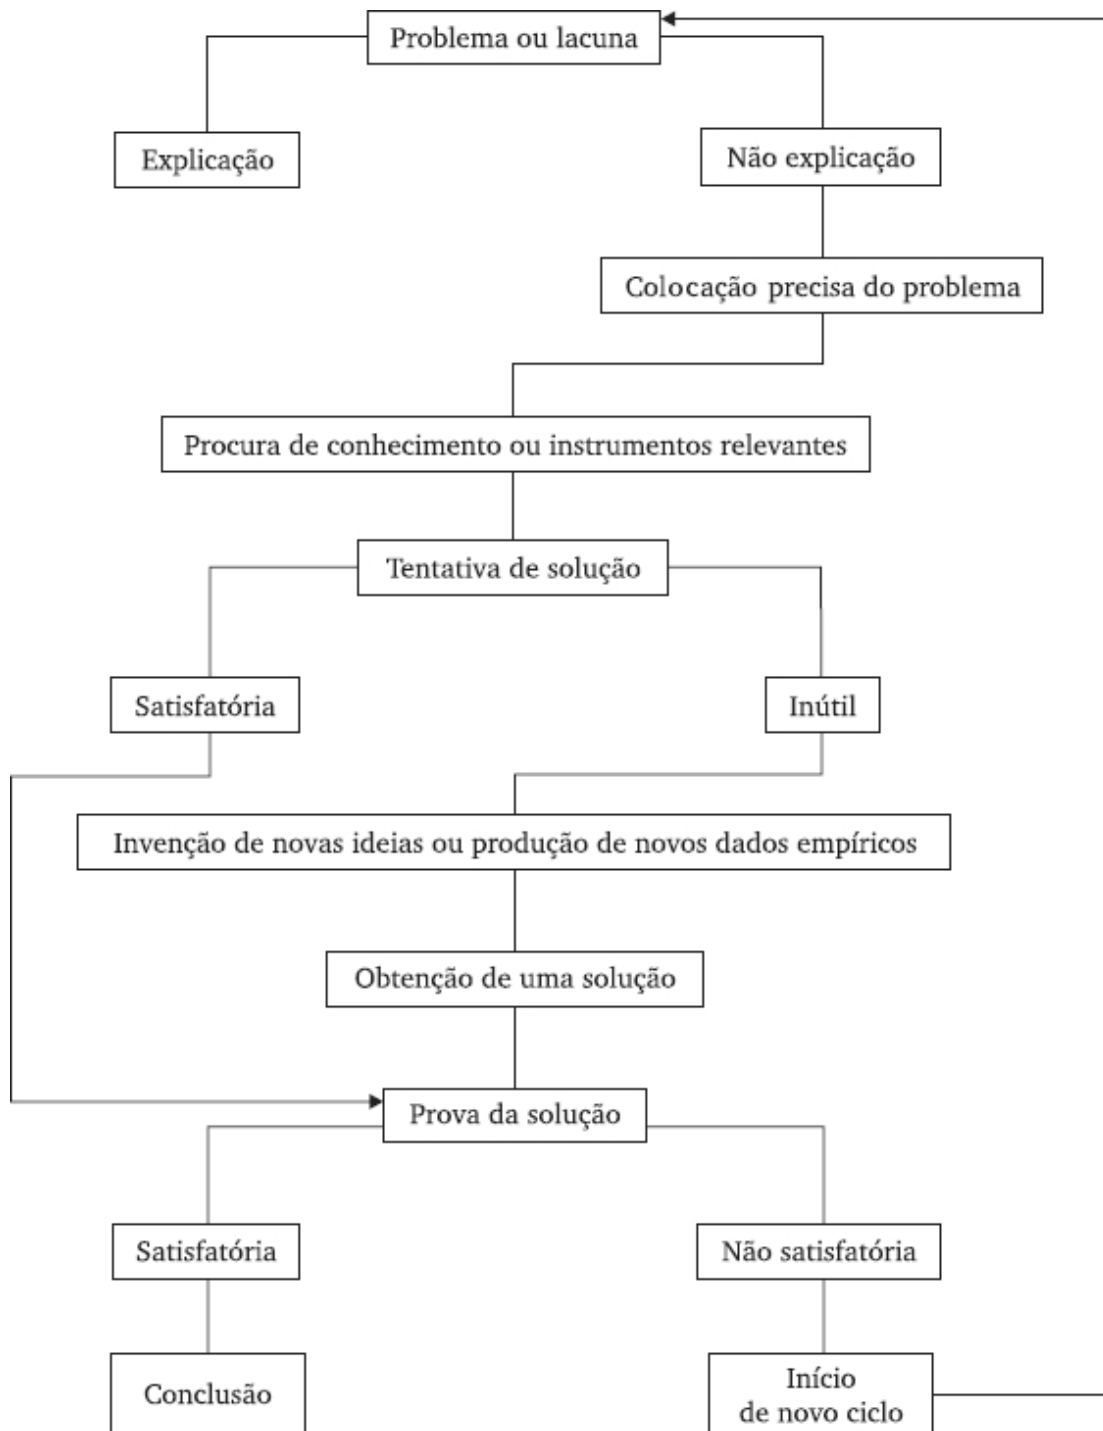 Problema ou lacuna
Explicação
Não explicação
Colocação precisa do problema
Procura de conhecimento ou instrumentos relevantes
Tentativa de solução
Satisfatória
Inútil
Invenção de novas ideias ou produção de novos dados empíricos
Obtenção de uma solução
Prova da solução
Satisfatória
Não satisfatória
Conclusão
Início
de novo ciclo